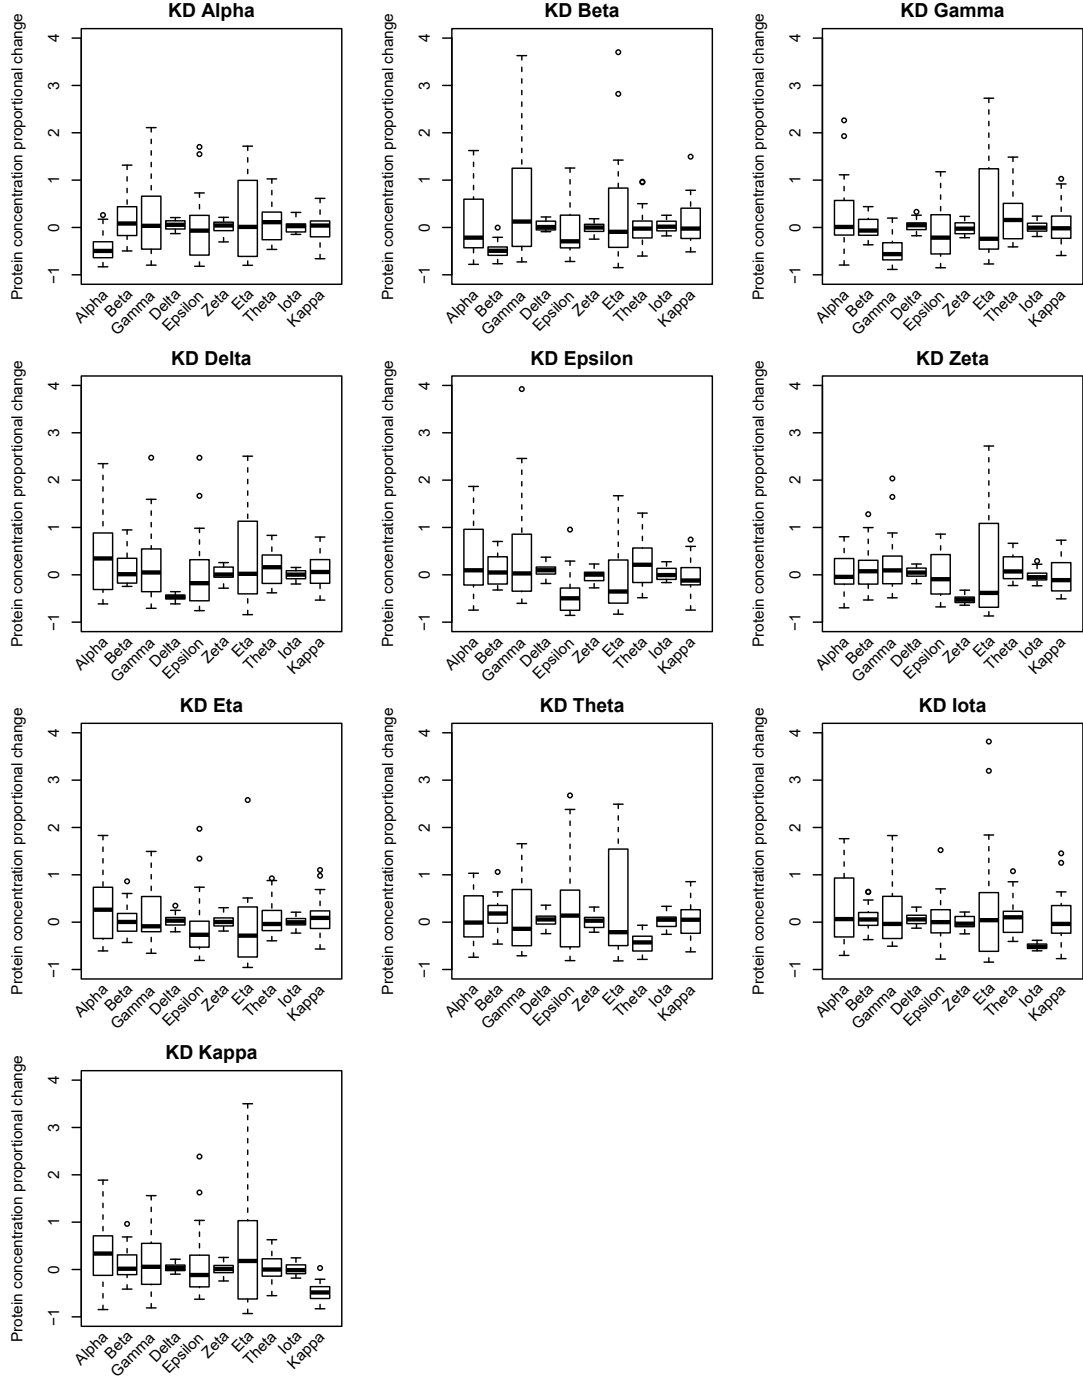 KD Alpha
Protein concentration proportional change
4
3
2
1
0
−1
Alpha
Beta
Gamma
Delta
Epsilon
Zeta
Eta
Theta
Iota
Kappa
KD Beta
Protein concentration proportional change
4
3
2
1
0
−1
Alpha
Beta
Gamma
Delta
Epsilon
Zeta
Eta
Theta
Iota
Kappa
KD Gamma
Protein concentration proportional change
4
3
2
1
0
−1
Alpha
Beta
Gamma
Delta
Epsilon
Zeta
Eta
Theta
Iota
Kappa
KD Delta
Protein concentration proportional change
4
3
2
1
0
−1
Alpha
Beta
Gamma
Delta
Epsilon
Zeta
Eta
Theta
Iota
Kappa
KD Epsilon
Protein concentration proportional change
4
3
2
1
0
−1
Alpha
Beta
Gamma
Delta
Epsilon
Zeta
Eta
Theta
Iota
Kappa
KD Zeta
Protein concentration proportional change
4
3
2
1
0
−1
Alpha
Beta
Gamma
Delta
Epsilon
Zeta
Eta
Theta
Iota
Kappa
KD Eta
Protein concentration proportional change
4
3
2
1
0
−1
Alpha
Beta
Gamma
Delta
Epsilon
Zeta
Eta
Theta
Iota
Kappa
KD Theta
Protein concentration proportional change
4
3
2
1
0
−1
Alpha
Beta
Gamma
Delta
Epsilon
Zeta
Eta
Theta
Iota
Kappa
KD Iota
Protein concentration proportional change
4
3
2
1
0
−1
Alpha
Beta
Gamma
Delta
Epsilon
Zeta
Eta
Theta
Iota
Kappa
KD Kappa
Protein concentration proportional change
4
3
2
1
0
−1
Alpha
Beta
Gamma
Delta
Epsilon
Zeta
Eta
Theta
Iota
Kappa